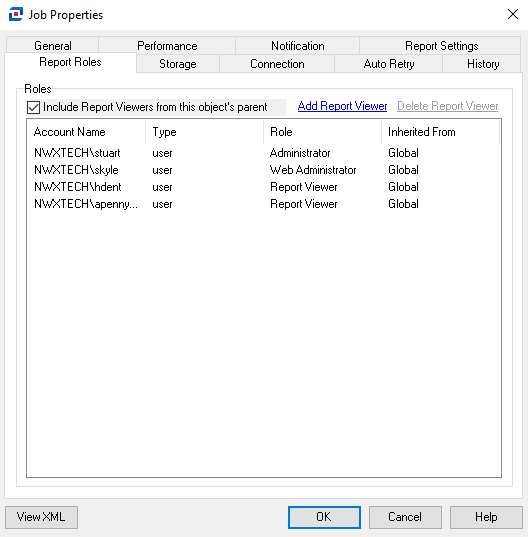 Job Properties
General Performance Notification Report Settings
Report Roles Storage Connection Auto Retry History
Roles
Include Report Viewers from this object's parent Add Report Viewer Delete Report Viewer
Account Name Type Role Inherited From
NWXTECH\stuart user Administrator Global
NWXTECH\skyle user Web Administrator Global
NWXTECH\hdent user Report Viewer Global
NWXTECH\apenny... user Report Viewer Global
View XML OK Cancel Help